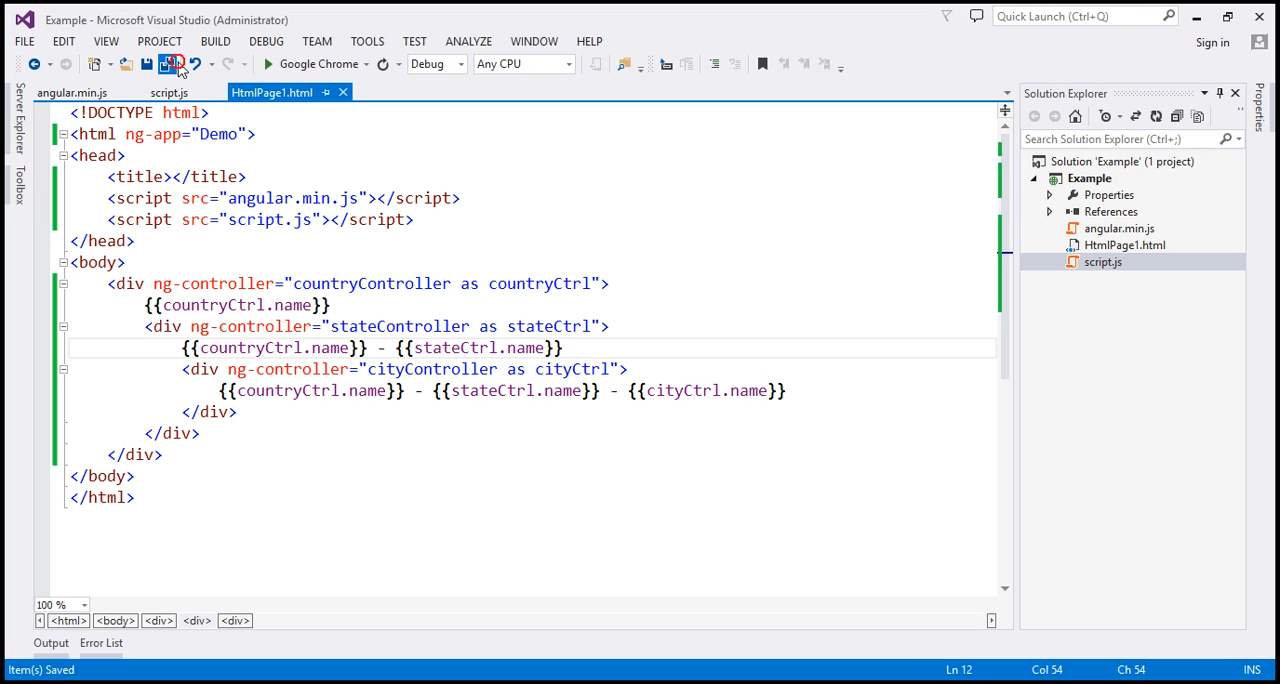 Example - Microsoft Visual Studio (Administrator)
Quick Launch (Ctrl+Q)
FILE EDIT VIEW PROJECT BUILD DEBUG TEAM TOOLS TEST ANALYZE WINDOW HELP
Sign in
Google Chrome Debug Any CPU
Server Explorer
Toolbox
angular.min.js script.js HtmlPage1.html
<!DOCTYPE html>
<html ng-app="Demo">
<head>
<title></title>
<script src="angular.min.js"></script>
<script src="script.js"></script>
</head>
<body>
<div ng-controller="countryController as countryCtrl">
{{countryCtrl.name}}
<div ng-controller="stateController as stateCtrl">
{{countryCtrl.name}} - {{stateCtrl.name}}
<div ng-controller="cityController as cityCtrl">
{{countryCtrl.name}} - {{stateCtrl.name}} - {{cityCtrl.name}}
</div>
</div>
</div>
</body>
</html>
100 %
<html> <body> <div> <div> <div>
Output Error List
Solution Explorer
Search Solution Explorer (Ctrl+;)
Solution 'Example' (1 project)
Example
Properties
References
angular.min.js
HtmlPage1.html
script.js
Properties
Item(s) Saved
Ln 12 Col 54 Ch 54 INS